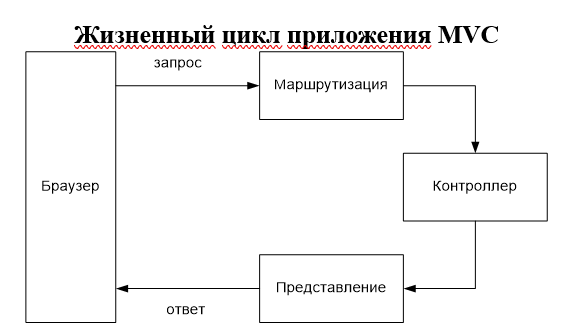 Жизненный цикл приложения MVC
запрос
Маршрутизация
Браузер
Контроллер
Представление
ответ